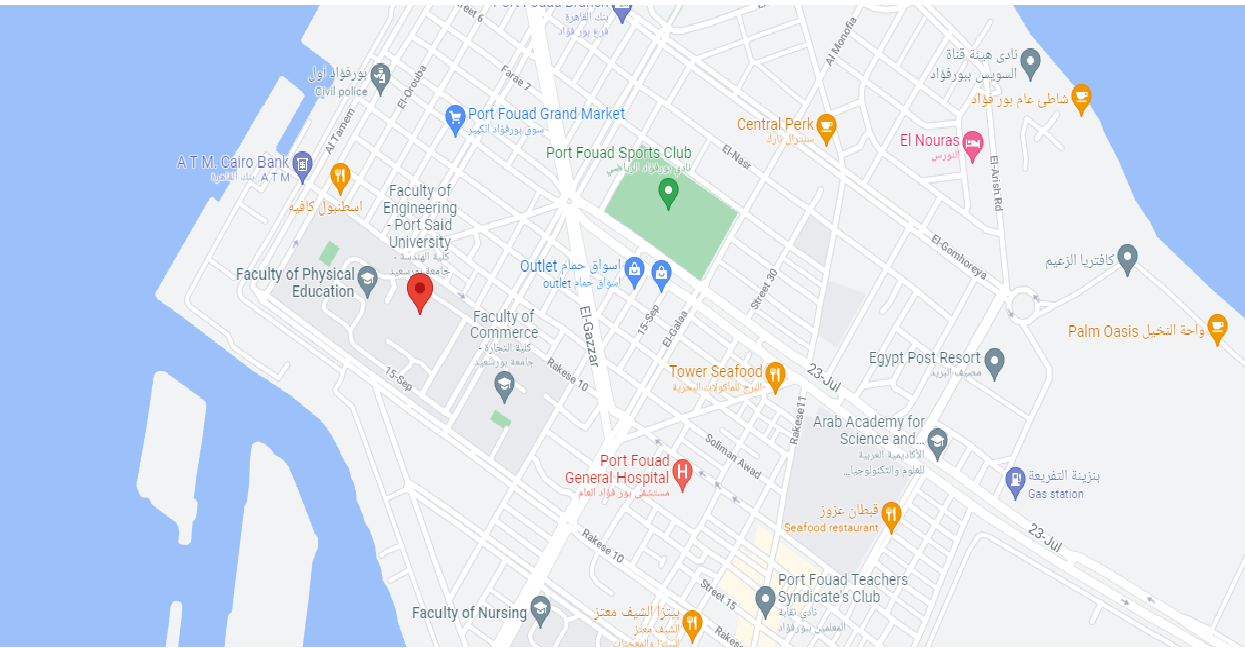 Port Fouad Branch
بنك القاهرة
فرع بور فؤاد
Street 6
Al Monofia
نادى هيئة قناة
السويس ببورفؤاد
بورفؤاد أول
Civil police
El-Orouba
Farae 7
شاطئ عام بور فؤاد
Port Fouad Grand Market
سوق بورفؤاد الكبير
Central Perk
سنترال بارك
Al Tamem
El Nouras
النورس
El-Nasr
Port Fouad Sports Club
نادي بورفؤاد الرياضي
A T M. Cairo Bank
A T M بنك القاهرة
El-Arish Rd
اسطنبول كافيه
Faculty of
Engineering
- Port Said
University
كلية الهندسة -
جامعة بورسعيد
El-Gomhoreya
كافتريا الزعيم
Faculty of Physical
Education
Outlet اسواق حمام
outlet اسواق حمام
Street 30
15-Sep
El-Galaa
El-Gazzar
Faculty of
Commerce
كلية التجارة -
جامعة بورسعيد
Palm Oasis واحة النخيل
Egypt Post Resort
مصيف البريد
Rakese 10
15-Sep
Tower Seafood
البرج للمأكولات البحرية
23-Jul
Rakese11
Arab Academy for
Science and...
الأكاديمية العربية
للعلوم والتكنولوجيا...
Soliman Awad
Port Fouad
General Hospital
مستشفى بور فؤاد العام
بنزينة التفريعة
Gas station
قبطان عزوز
Seafood restaurant
23-Jul
Rakese 10
Street 15
Port Fouad Teachers
Syndicate's Club
نادي نقابة
المعلمين ببورفؤاد
Faculty of Nursing
بيتزا الشيف معتز
الشيف معتز
للبيتزا والمعجنات
Rakese